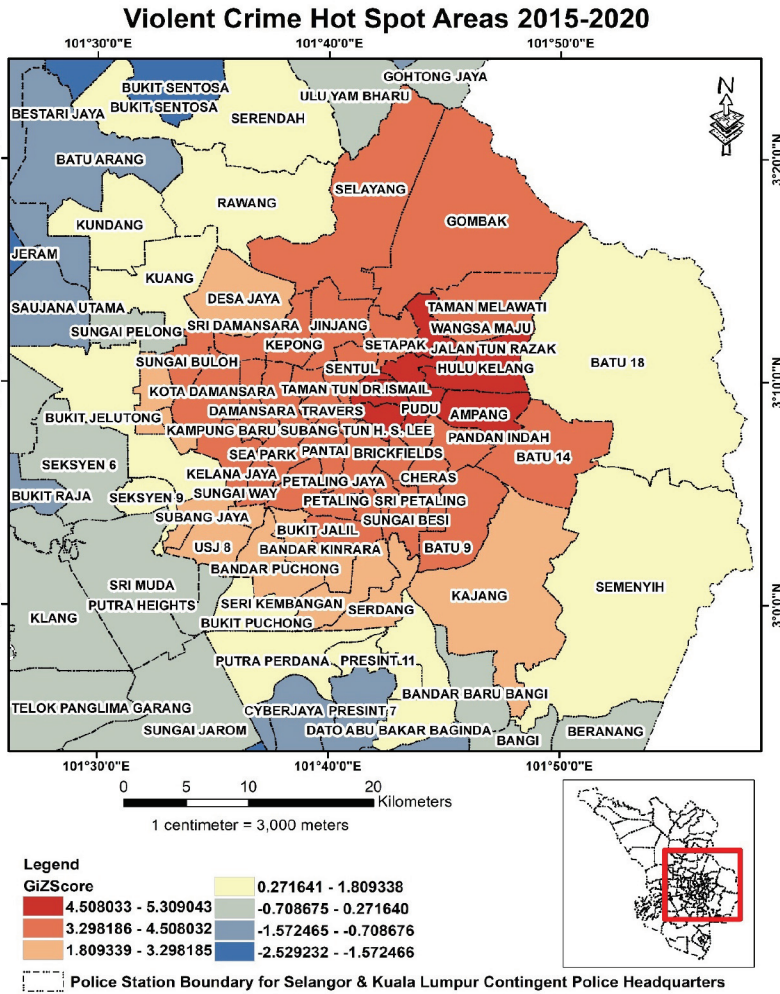 Violent Crime Hot Spot Areas 2015-2020
101°30'0"E 101°40'0"E 101°50'0"E
GOHTONG JAYA
BUKIT SENTOSA
ULU YAM BHARU
BUKIT SENTOSA
BESTARI JAYA
SERENDAH
N
BATU ARANG
3°20'0"N
SELAYANG
RAWANG
GOMBAK
KUNDANG
JERAM
KUANG
DESA JAYA
SAUJANA UTAMA
TAMAN MELAWATI
SRI DAMANSARA JINJANG
WANGSA MAJU
SUNGAI PELONG
KEPONG SETAPAK
JALAN TUN RAZAK
SUNGAI BULOH
SENTUL HULU KELANG
BATU 18
3°10'0"N
KOTA DAMANSARA TAMAN TUN DR.ISMAIL
DAMANSARA TRAVERS PUDU
AMPANG
BUKIT JELUTONG
KAMPUNG BARU SUBANG TUN H.S. LEE
PANDAN INDAH
SEA PARK PANTAI BRICKFIELDS
BATU 14
SEKSYEN 6
KELANA JAYA
PETALING JAYA CHERAS
BUKIT RAJA SEKSYEN 9 SUNGAI WAY
PETALING SRI PETALING
SUBANG JAYA
SUNGAI BESI
BUKIT JALIL
USJ 8 BANDAR KINRARA BATU 9
BANDAR PUCHONG
SRI MUDA
SEMENYIH
KAJANG
PUTRA HEIGHTS
SERI KEMBANGAN
SERDANG
3°0'0"N
KLANG
BUKIT PUCHONG
PUTRA PERDANA PRESINT 11
BANDAR BARU BANGI
TELOK PANGLIMA GARANG
CYBERJAYA PRESINT 7
SUNGAI JAROM
DATO ABU BAKAR BAGINDA
BERANANG
BANGI
101°30'0"E 101°40'0"E 101°50'0"E
0 5 10 20
Kilometers
1 centimeter = 3,000 meters
Legend
GiZScore
4.508033 - 5.309043
3.298186 - 4.508032
1.809339 - 3.298185
0.271641 - 1.809338
-0.708675 - 0.271640
-1.572465 - -0.708676
-2.529232 - -1.572466
Police Station Boundary for Selangor & Kuala Lumpur Contingent Police Headquarters